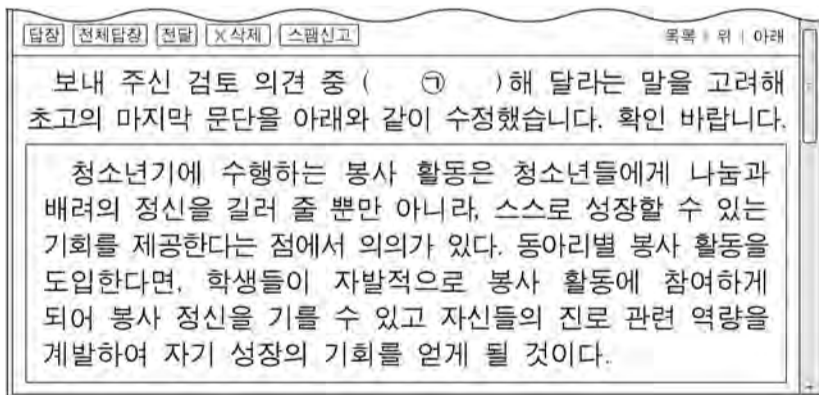 답장 전체답장 전달 X삭제 스팸신고 목록 위 아래
보내 주신 검토 의견 중 ( ㉠ )해 달라는 말을 고려해
초고의 마지막 문단을 아래와 같이 수정했습니다. 확인 바랍니다.
청소년기에 수행하는 봉사 활동은 청소년들에게 나눔과
배려의 정신을 길러 줄 뿐만 아니라, 스스로 성장할 수 있는
기회를 제공한다는 점에서 의의가 있다. 동아리별 봉사 활동을
도입한다면, 학생들이 자발적으로 봉사 활동에 참여하게
되어 봉사 정신을 기를 수 있고 자신들의 진로 관련 역량을
계발하여 자기 성장의 기회를 얻게 될 것이다.